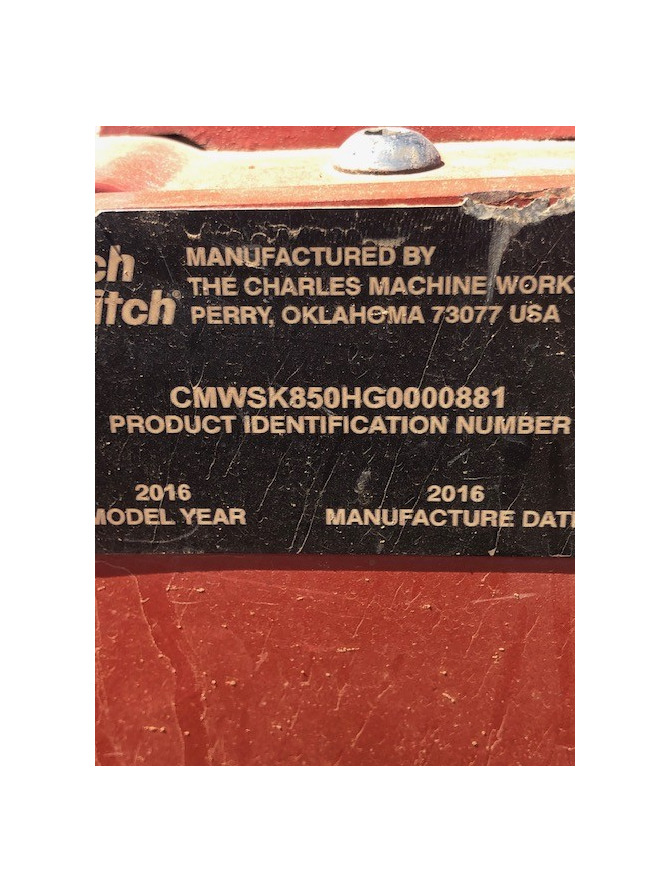 ch
itch®
MANUFACTURED BY
THE CHARLES MACHINE WORK
PERRY, OKLAHOMA 73077 USA
CMWSK850HG0000881
PRODUCT IDENTIFICATION NUMBER
2016
MODEL YEAR
2016
MANUFACTURE DAT